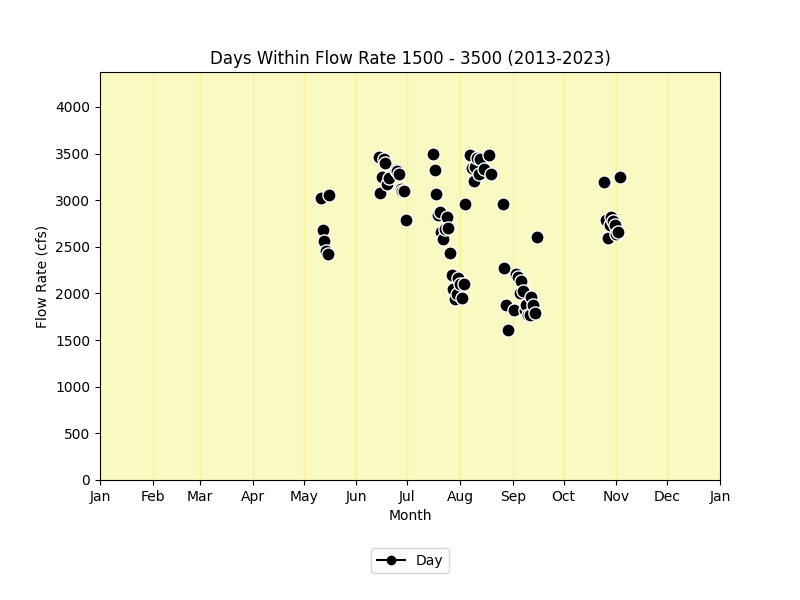 Days Within Flow Rate 1500 - 3500 (2013-2023)
Flow Rate (cfs)
4000
3500
3000
2500
2000
1500
1000
500
0
Jan Feb Mar Apr May Jun Jul Aug Sep Oct Nov Dec Jan
Month
Day